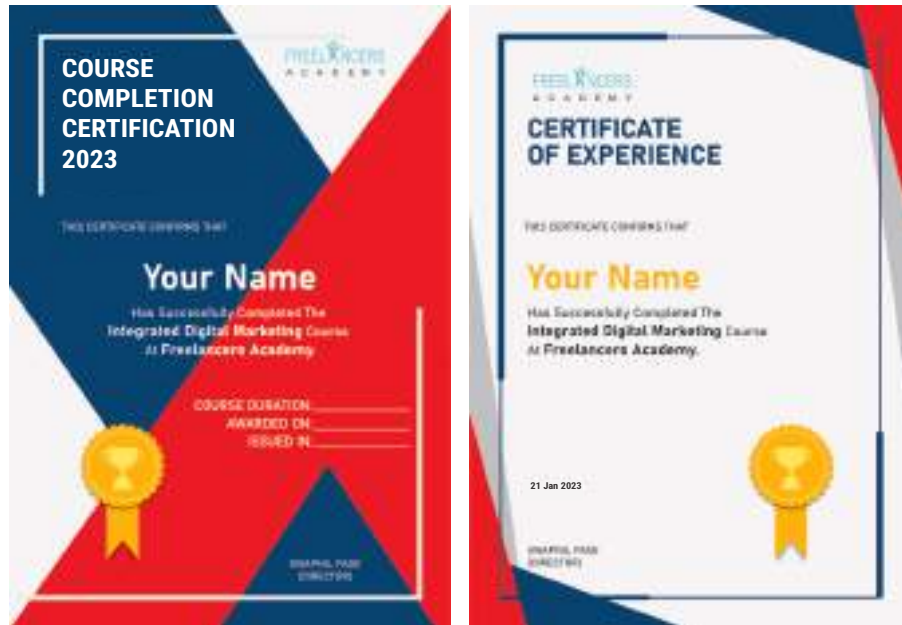 FREELANCERS
ACADEMY
COURSE
COMPLETION
CERTIFICATION
2023
THIS CERTIFICATE CONFIRMS THAT
Your Name
Has Successfully Completed The
Integrated Digital Marketing Course
At Freelancers Academy.
COURSE DURATION
AWARDED ON
ISSUED IN
(DIRECTOR)
FREELANCERS
ACADEMY
CERTIFICATE
OF EXPERIENCE
THIS CERTIFICATE CONFIRMS THAT
Your Name
Has Successfully Completed The
Integrated Digital Marketing Course
At Freelancers Academy.
21 Jan 2023
(DIRECTOR)